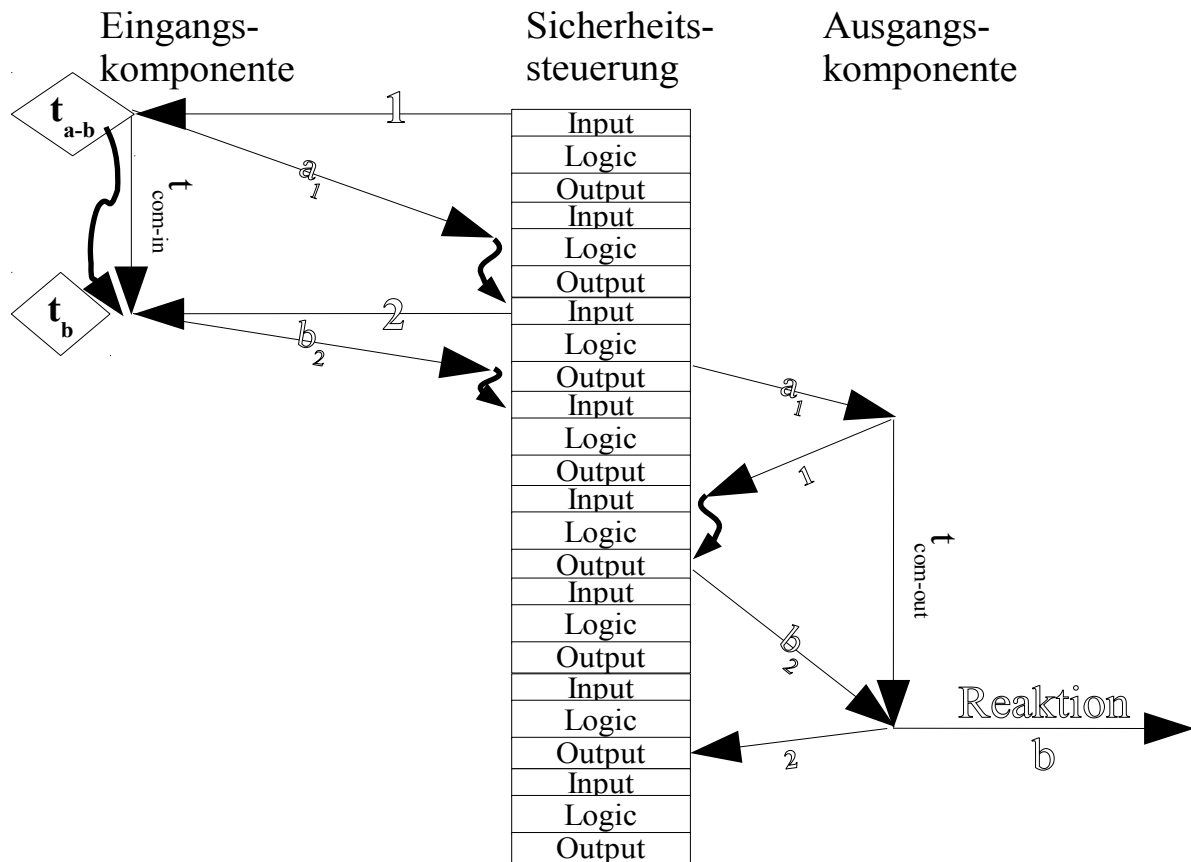 Eingangs-
komponente
Sicherheits-
steuerung
Ausgangs-
komponente
t a-b
1
Input
Logic
a 1
t com-in
Output
Input
Logic
Output
t b
2
Input
b 2
Logic
Output
a 1
Input
Logic
1
Output
Input
Logic
t com-out
Output
Input
Logic
b 2
Output
Input
Reaktion
Logic
b
Output
2
Input
Logic
Output